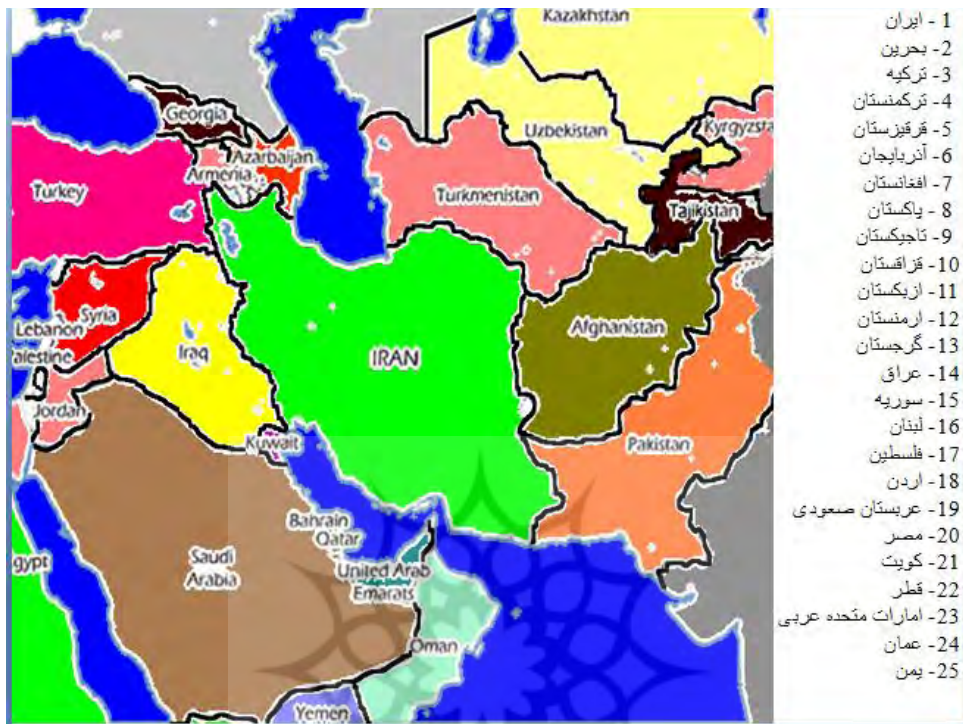 Kazakhstan
Georgia
Uzbekistan
Kyrgyzsta
Azarbaijan
Armenia
Turkey
Turkmenistan
Tajikistan
Syria
Lebanon
alestine
Iraq
IRAN
Afghanistan
Jordan
Kuwait
Pakistan
Bahrain
Qatar
Saudi
Arabia
United Arab
Emarats
gypt
Oman
Yemen
1 - ایران
2- بحرین
3- ترکیه
4- ترکمنستان
5- قرقیزستان
6- آذربایجان
7- افغانستان
8 - پاکستان
9- تاجیکستان
10- قزاقستان
11- ازبکستان
12- ارمنستان
13- گرجستان
14- عراق
15- سوریه
16- لبنان
17- فلسطین
18- اردن
19- عربستان صعودی
20- مصر
21- کویت
22- قطر
23- امارات متحده عربی
24- عمان
25- یمن